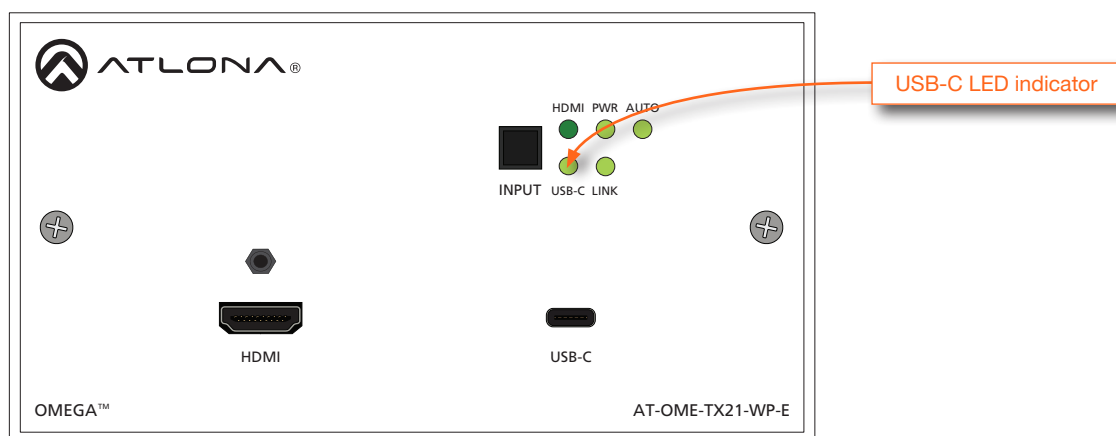 ATLONA®
USB-C LED indicator
HDMI PWR AUTO
INPUT USB-C LINK
HDMI
USB-C
OMEGA™
AT-OME-TX21-WP-E